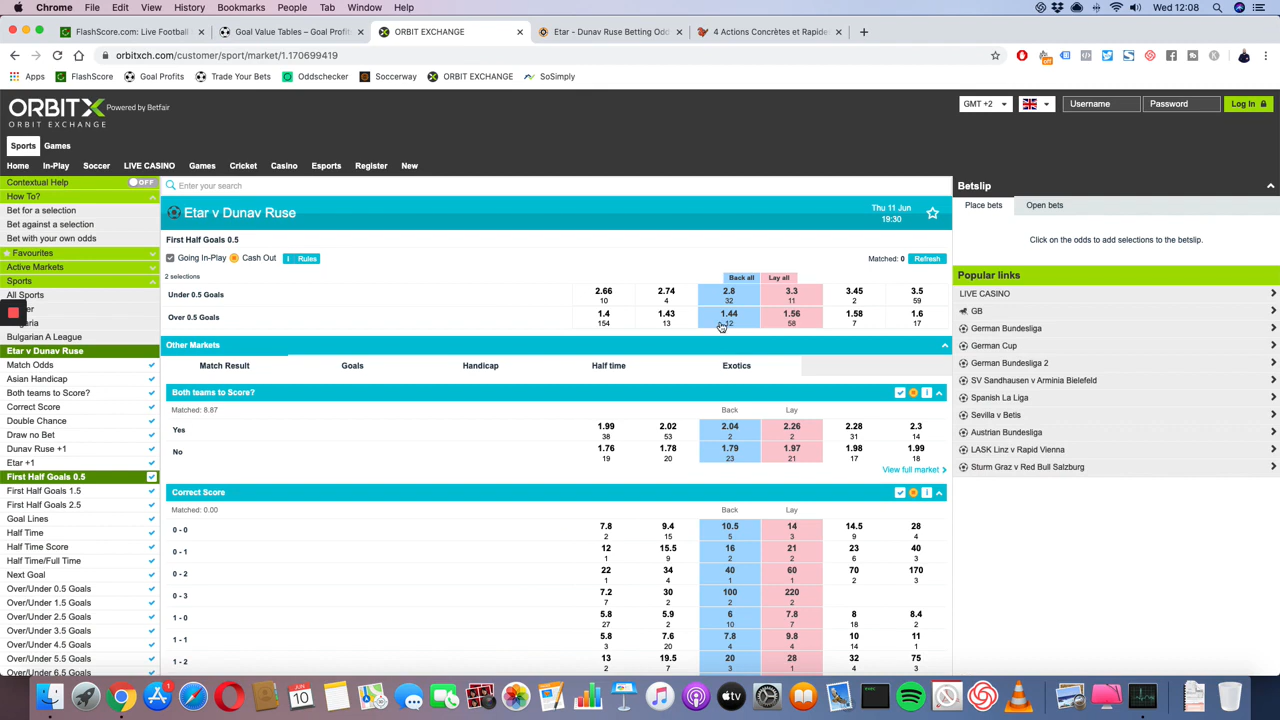 Chrome File Edit View History Bookmarks People Tab Window Help Wed 12:08
FlashScore.com: Live Football Goal Value Tables – Goal Profits ORBIT EXCHANGE Etar - Dunav Ruse Betting Odd 4 Actions Concrètes et Rapide
orbitxch.com/customer/sport/market/1.170699419
Apps FlashScore Goal Profits Trade Your Bets Oddschecker Soccerway ORBIT EXCHANGE SoSimply
ORBITX Powered by Betfair
ORBIT EXCHANGE
GMT +2 Username Password Log In
Sports Games
Home In-Play Soccer LIVE CASINO Games Cricket Casino Esports Register New
Contextual Help OFF
How To?
Bet for a selection
Bet against a selection
Bet with your own odds
Favourites
Active Markets
Sports
All Sports
Bulgarian A League
Etar v Dunav Ruse
Match Odds
Asian Handicap
Both teams to Score?
Correct Score
Double Chance
Draw no Bet
Dunav Ruse +1
Etar +1
First Half Goals 0.5
First Half Goals 1.5
First Half Goals 2.5
Goal Lines
Half Time
Half Time Score
Half Time/Full Time
Next Goal
Over/Under 0.5 Goals
Over/Under 1.5 Goals
Over/Under 2.5 Goals
Over/Under 3.5 Goals
Over/Under 4.5 Goals
Over/Under 5.5 Goals
Over/Under 6.5 Goals
Enter your search
Etar v Dunav Ruse Thu 11 Jun
19:30
First Half Goals 0.5
Going In-Play Cash Out i Rules Matched: 0 Refresh
2 selections Back all Lay all
Under 0.5 Goals 2.66 2.74 2.8 3.3 3.45 3.5
10 4 32 11 2 59
Over 0.5 Goals 1.4 1.43 1.44 1.56 1.58 1.6
154 13 12 58 7 17
Other Markets
Match Result Goals Handicap Half time Exotics
Both teams to Score?
Matched: 8.87 Back Lay
Yes 1.99 2.02 2.04 2.26 2.28 2.3
38 53 2 2 31 14
No 1.76 1.78 1.79 1.97 1.98 1.99
19 20 23 21 17 18
View full market
Correct Score
Matched: 0.00 Back Lay
0 - 0 7.8 9.4 10.5 14 14.5 28
2 15 5 3 9 4
0 - 1 12 15.5 16 21 23 40
1 9 2 2 6 3
0 - 2 22 34 40 60 70 170
1 4 1 1 2 2
0 - 3 7.2 30 100 220
7 2 2 2
1 - 0 5.8 5.9 6 7.8 8 8.4
27 2 10 7 18 2
1 - 1 5.8 7.6 7.8 9.8 10 11
3 20 4 4 14 1
1 - 2 13 19.5 20 28 32 75
2 7 3 1 4 3
Betslip
Place bets Open bets
Click on the odds to add selections to the betslip.
Popular links
LIVE CASINO
GB
German Bundesliga
German Cup
German Bundesliga 2
SV Sandhausen v Arminia Bielefeld
Spanish La Liga
Sevilla v Betis
Austrian Bundesliga
LASK Linz v Rapid Vienna
Sturm Graz v Red Bull Salzburg